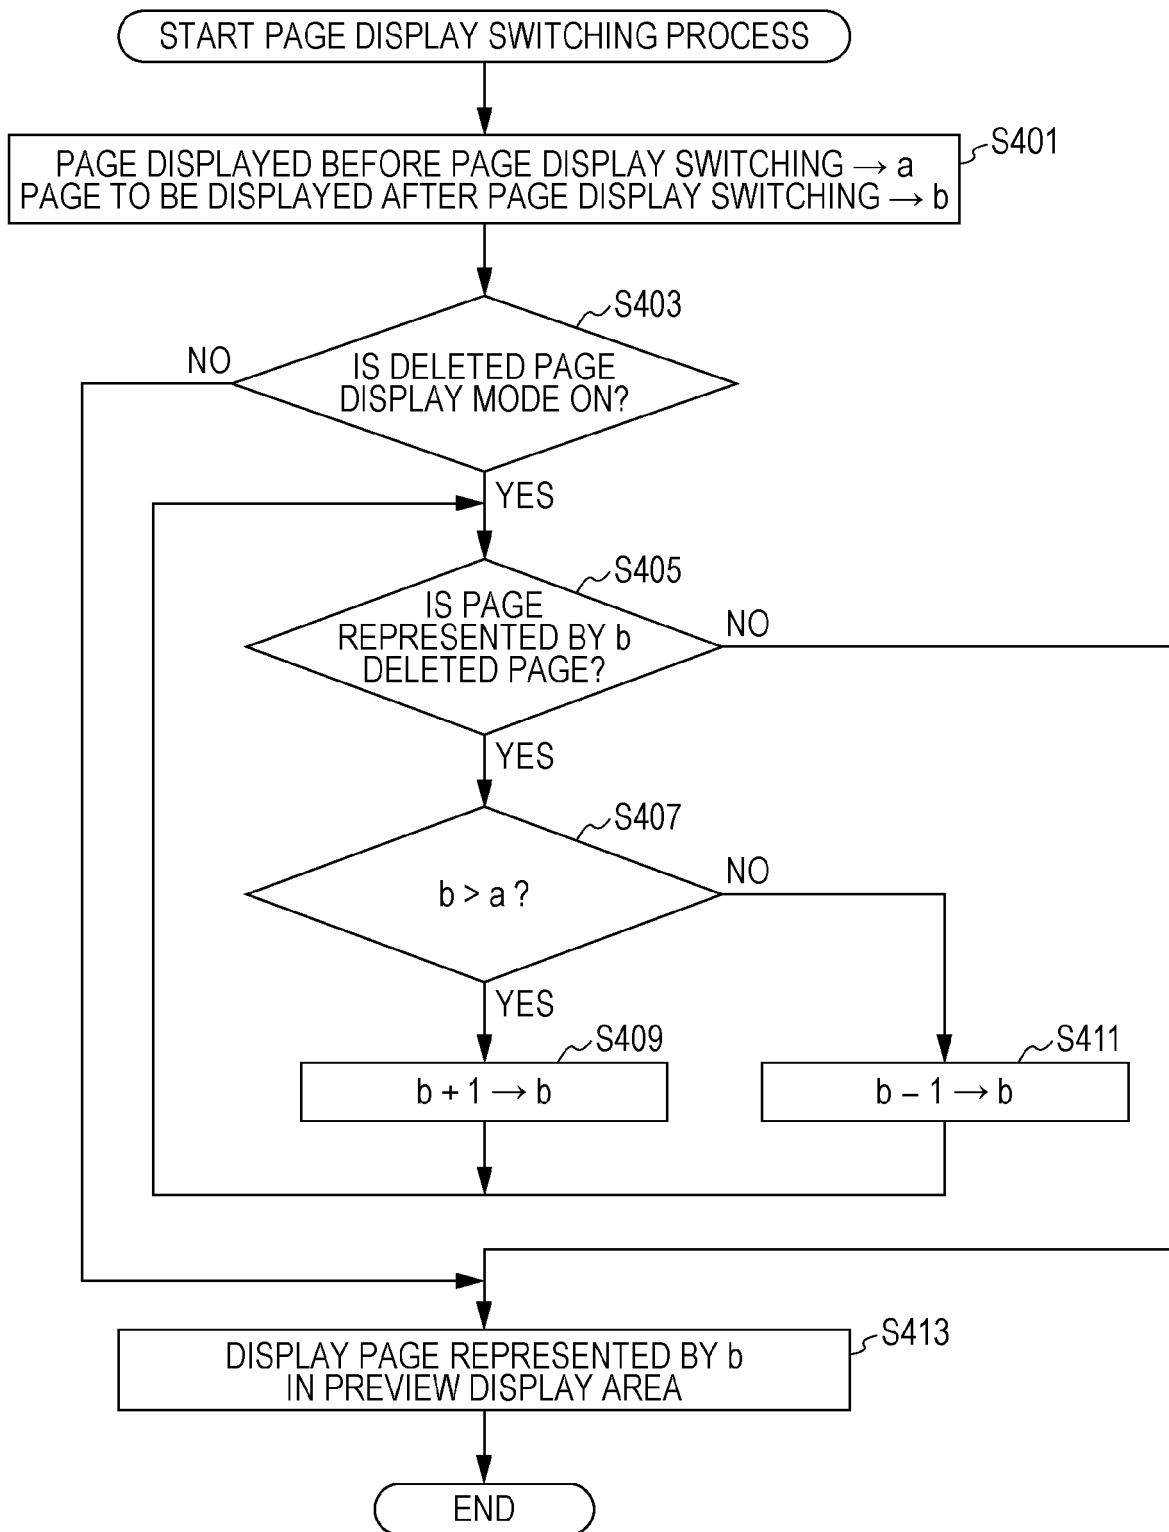 START PAGE DISPLAY SWITCHING PROCESS
S401
PAGE DISPLAYED BEFORE PAGE DISPLAY SWITCHING → a
PAGE TO BE DISPLAYED AFTER PAGE DISPLAY SWITCHING → b
S403
NO
IS DELETED PAGE
DISPLAY MODE ON?
YES
S405
IS PAGE
REPRESENTED BY b
DELETED PAGE?
NO
YES
S407
b > a ?
NO
YES
S409
b + 1 → b
S411
b – 1 → b
S413
DISPLAY PAGE REPRESENTED BY b
IN PREVIEW DISPLAY AREA
END